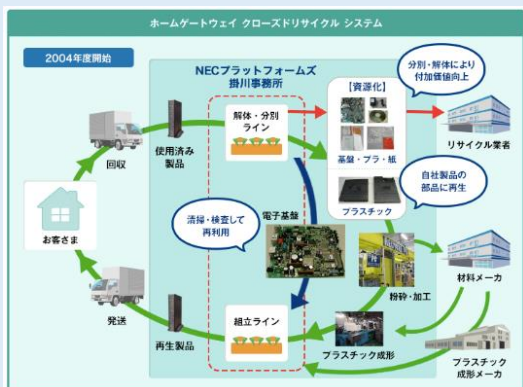 ホームゲートウェイ クローズドリサイクル システム
2004年度開始
NECプラットフォームズ
掛川事務所
分別・解体により
付加価値向上
【資源化】
解体・分別
ライン
基盤・プラ・紙
リサイクル業者
回収
使用済み
製品
自社製品の
部品に再生
プラスチック
お客さま
清掃・検査して
再利用
電子基盤
材料メーカ
粉砕・加工
組立ライン
発送
再生製品
プラスチック成形
プラスチック
成形メーカ